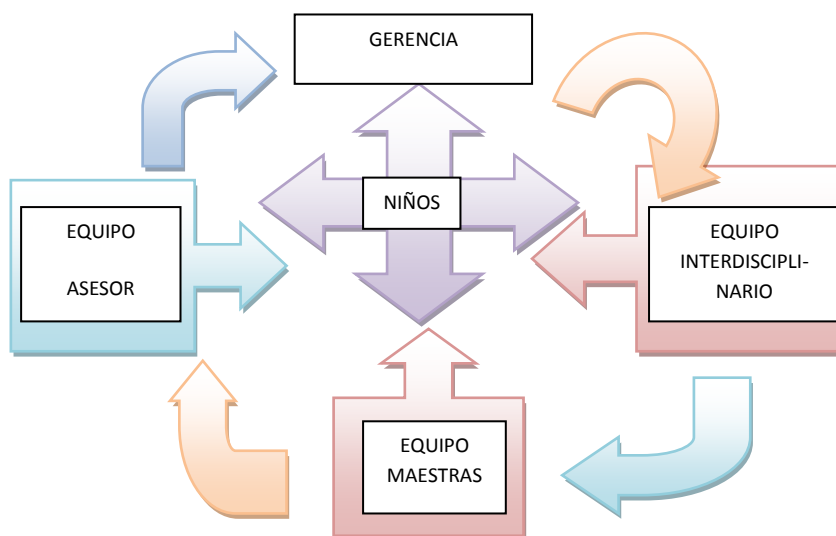 GERENCIA
NIÑOS
EQUIPO
ASESOR
EQUIPO
INTERDISCIPLI-
NARIO
EQUIPO
MAESTRAS